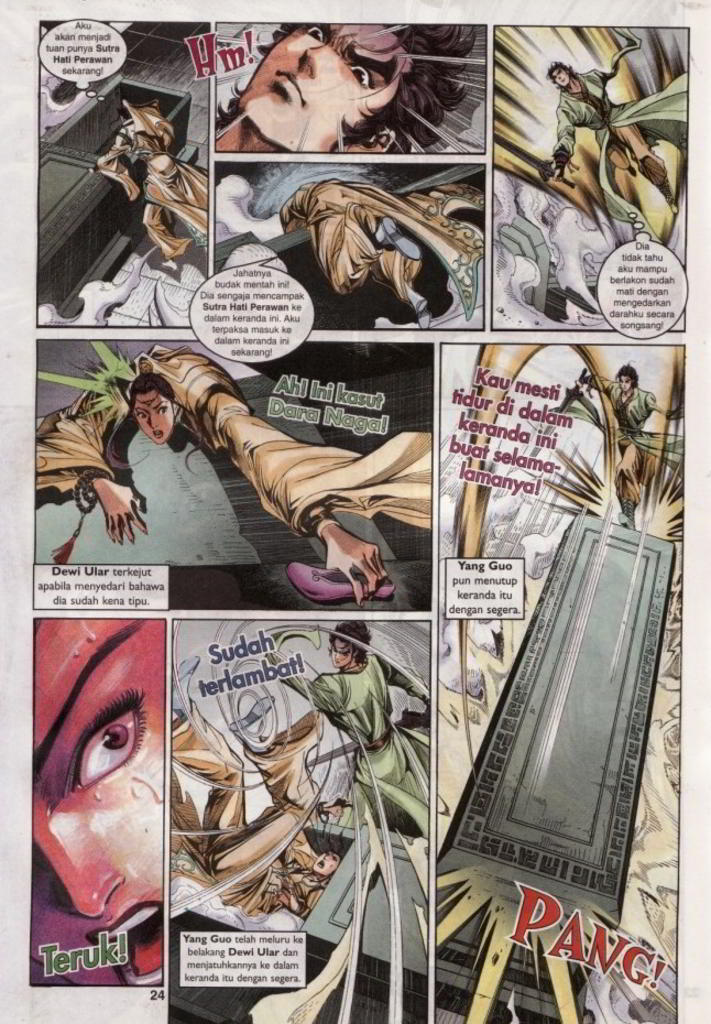 Aku
akan menjadi
tuan punya Sutra
Hati Perawan
sekarang!
Hm!
Jahatnya
budak mentah ini!
Dia sengaja mencampak
Sutra Hati Perawan ke
dalam keranda ini. Aku
terpaksa masuk ke
dalam keranda ini
sekarang!
Dia
tidak tahu
aku mampu
berlakon sudah
mati dengan
mengedarkan
darahku secara
songsang!
Ah! Ini kasut
Dara Naga!
Dewi Ular terkejut
apabila menyedari bahawa
dia sudah kena tipu.
Kau mesti
tidur di dalam
keranda ini
buat selama-
lamanya!
Yang Guo
pun menutup
keranda itu
dengan segera.
Teruk!
24
Sudah
terlambat!
Yang Guo telah meluru ke
belakang Dewi Ular dan
menjatuhkannya ke dalam
keranda itu dengan segera.
PANG!